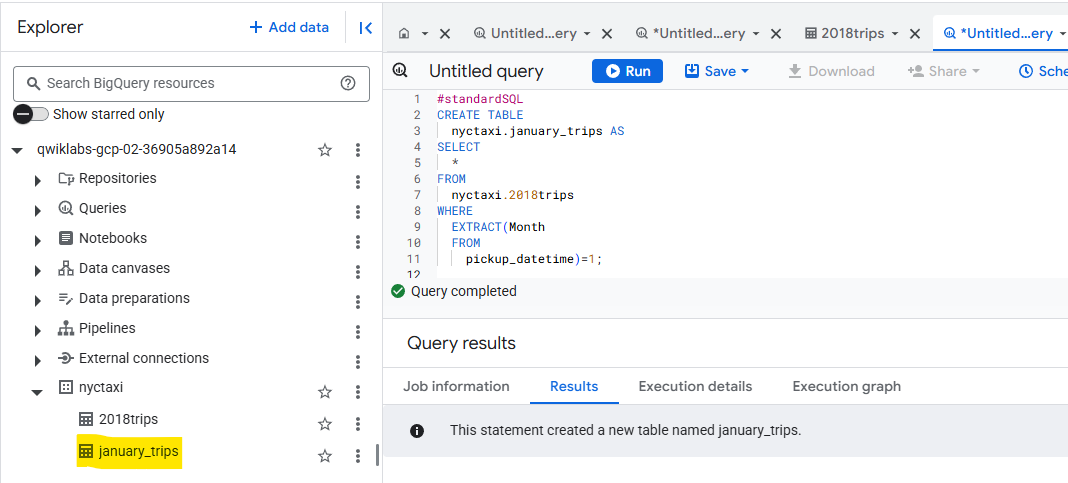 Explorer
+ Add data
Search BigQuery resources
Show starred only
qwiklabs-gcp-02-36905a892a14
Repositories
Queries
Notebooks
Data canvases
Data preparations
Pipelines
External connections
nyctaxi
2018trips
january_trips
Untitled...ery
*Untitled...ery
2018trips
*Untitled...ery
Untitled query
Run
Save
Download
Share
Sche
1 #standardSQL
2 CREATE TABLE
3 nyctaxi.january_trips AS
4 SELECT
5 *
6 FROM
7 nyctaxi.2018trips
8 WHERE
9 EXTRACT(Month
10 FROM
11 pickup_datetime)=1;
12
Query completed
Query results
Job information
Results
Execution details
Execution graph
This statement created a new table named january_trips.